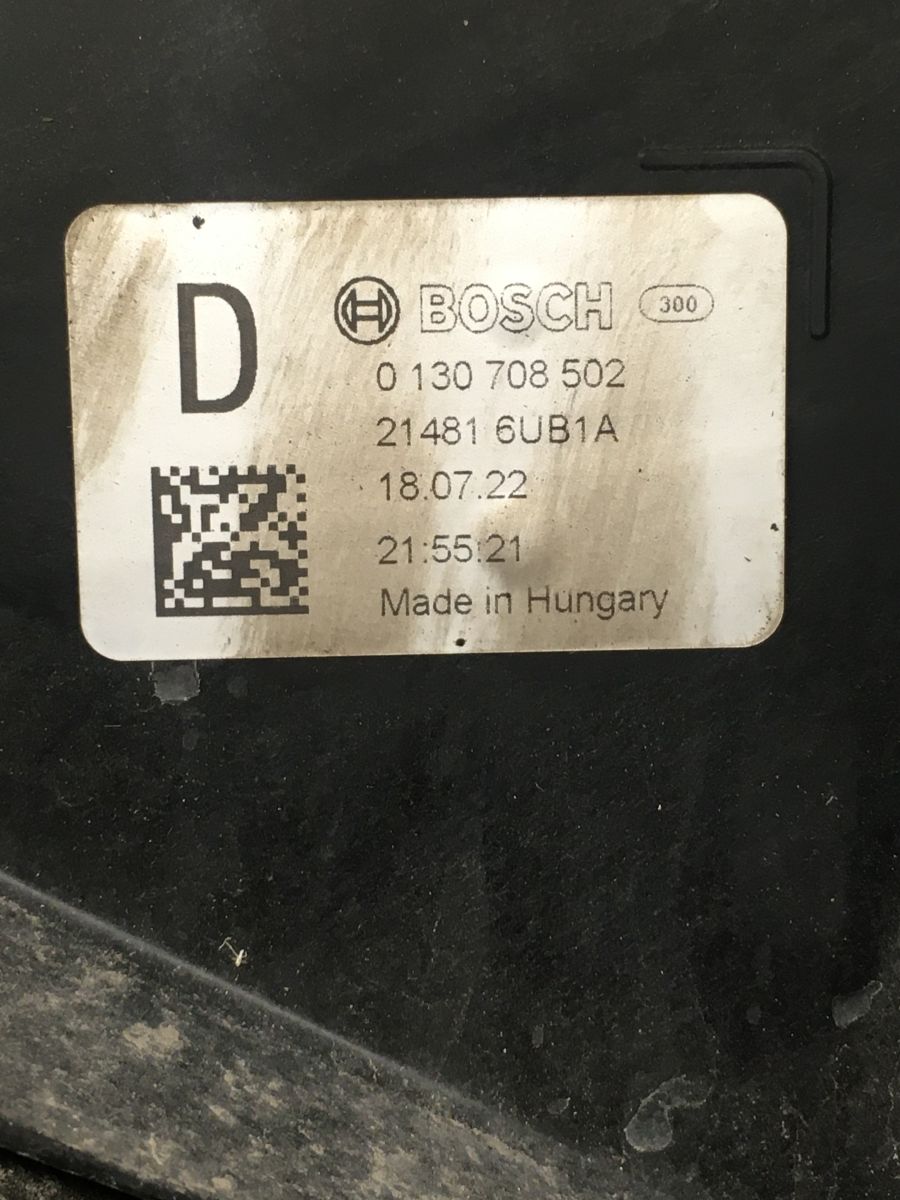 D
BOSCH 300
0 130 708 502
21481 6UB1A
18.07.22
21:55:21
Made in Hungary